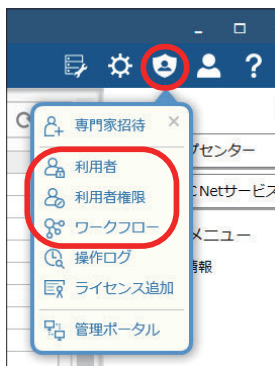 ?
専門家招待 ×
利用者
プセンター
利用者権限
CNetサービス
ワークフロー
メニュー
操作ログ
情報
ライセンス追加
管理ポータル